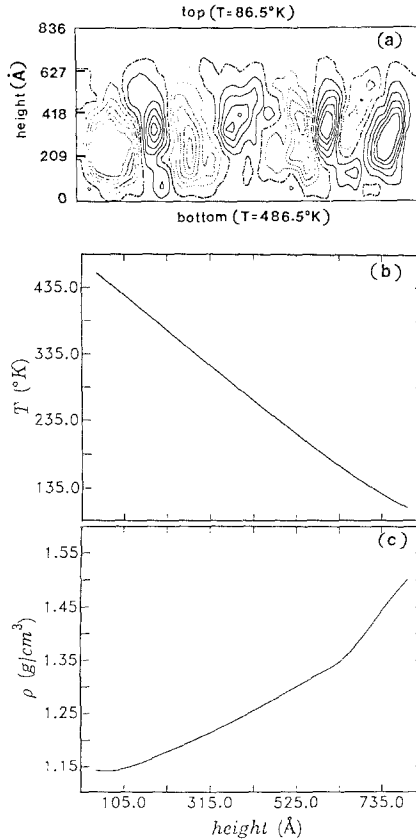 top (T=86.5°K)
836
(a)
627
height(Å)
418
209
0
bottom (T=486.5°K)
(b)
435.0
335.0
T (°K)
235.0
135.0
(c)
1.55
1.45
ρ (g/cm³)
1.35
1.25
1.15
105.0 315.0 525.0 735.0
height (Å)